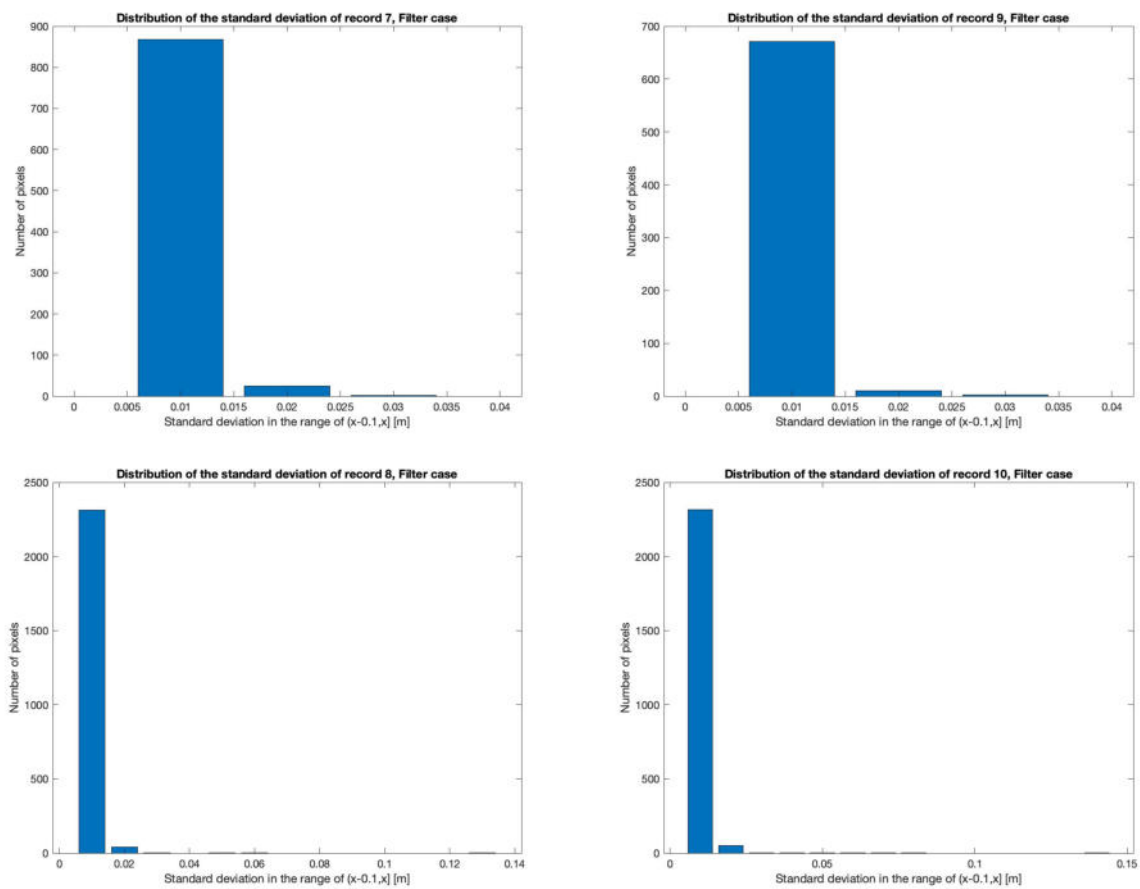 Distribution of the standard deviation of record 7, Filter case
900
800
700
600
500
400
300
200
100
0
Number of pixels
0 0.005 0.01 0.015 0.02 0.025 0.03 0.035 0.04
Standard deviation in the range of (x-0.1,x] [m]
Distribution of the standard deviation of record 9, Filter case
700
600
500
400
300
200
100
0
Number of pixels
0 0.005 0.01 0.015 0.02 0.025 0.03 0.035 0.04
Standard deviation in the range of (x-0.1,x] [m]
Distribution of the standard deviation of record 8, Filter case
2500
2000
1500
1000
500
0
Number of pixels
0 0.02 0.04 0.06 0.08 0.1 0.12 0.14
Standard deviation in the range of (x-0.1,x] [m]
Distribution of the standard deviation of record 10, Filter case
2500
2000
1500
1000
500
0
Number of pixels
0 0.05 0.1 0.15
Standard deviation in the range of (x-0.1,x] [m]